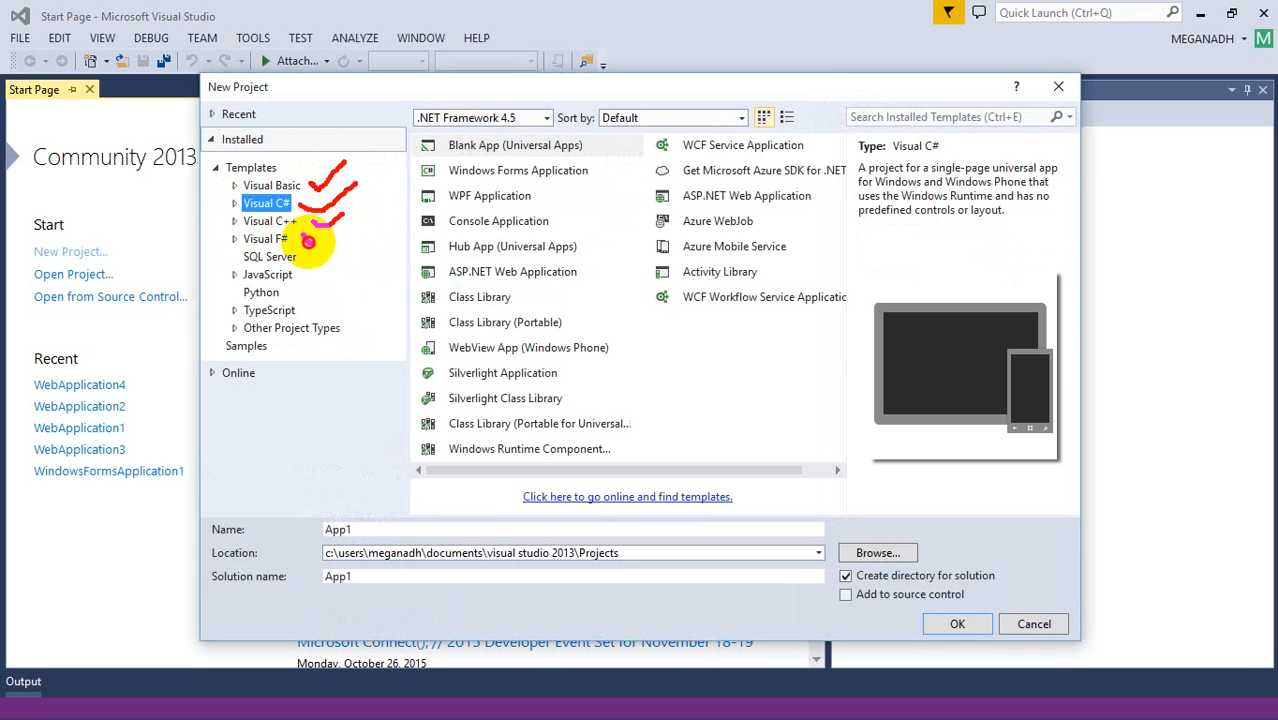 Start Page - Microsoft Visual Studio
Quick Launch (Ctrl+Q)
FILE EDIT VIEW DEBUG TEAM TOOLS TEST ANALYZE WINDOW HELP
MEGANADH M
Attach...
Start Page
Community 2013
Start
New Project...
Open Project...
Open from Source Control...
Recent
WebApplication4
WebApplication2
WebApplication1
WebApplication3
WindowsFormsApplication1
New Project
Recent
Installed
Templates
Visual Basic
Visual C#
Visual C++
Visual F#
SQL Server
JavaScript
Python
TypeScript
Other Project Types
Samples
Online
.NET Framework 4.5
Sort by: Default
Search Installed Templates (Ctrl+E)
Blank App (Universal Apps)
Windows Forms Application
WPF Application
Console Application
Hub App (Universal Apps)
ASP.NET Web Application
Class Library
Class Library (Portable)
WebView App (Windows Phone)
Silverlight Application
Silverlight Class Library
Class Library (Portable for Universal...
Windows Runtime Component...
WCF Service Application
Get Microsoft Azure SDK for .NET
ASP.NET Web Application
Azure WebJob
Azure Mobile Service
Activity Library
WCF Workflow Service Applicatio
Click here to go online and find templates.
Type: Visual C#
A project for a single-page universal app
for Windows and Windows Phone that
uses the Windows Runtime and has no
predefined controls or layout.
Name: App1
Location: c:\users\meganadh\documents\visual studio 2013\Projects
Solution name: App1
Browse...
Create directory for solution
Add to source control
OK Cancel
Microsoft Connect(); // 2015 Developer Event Set for November 18-19
Monday, October 26, 2015
Output